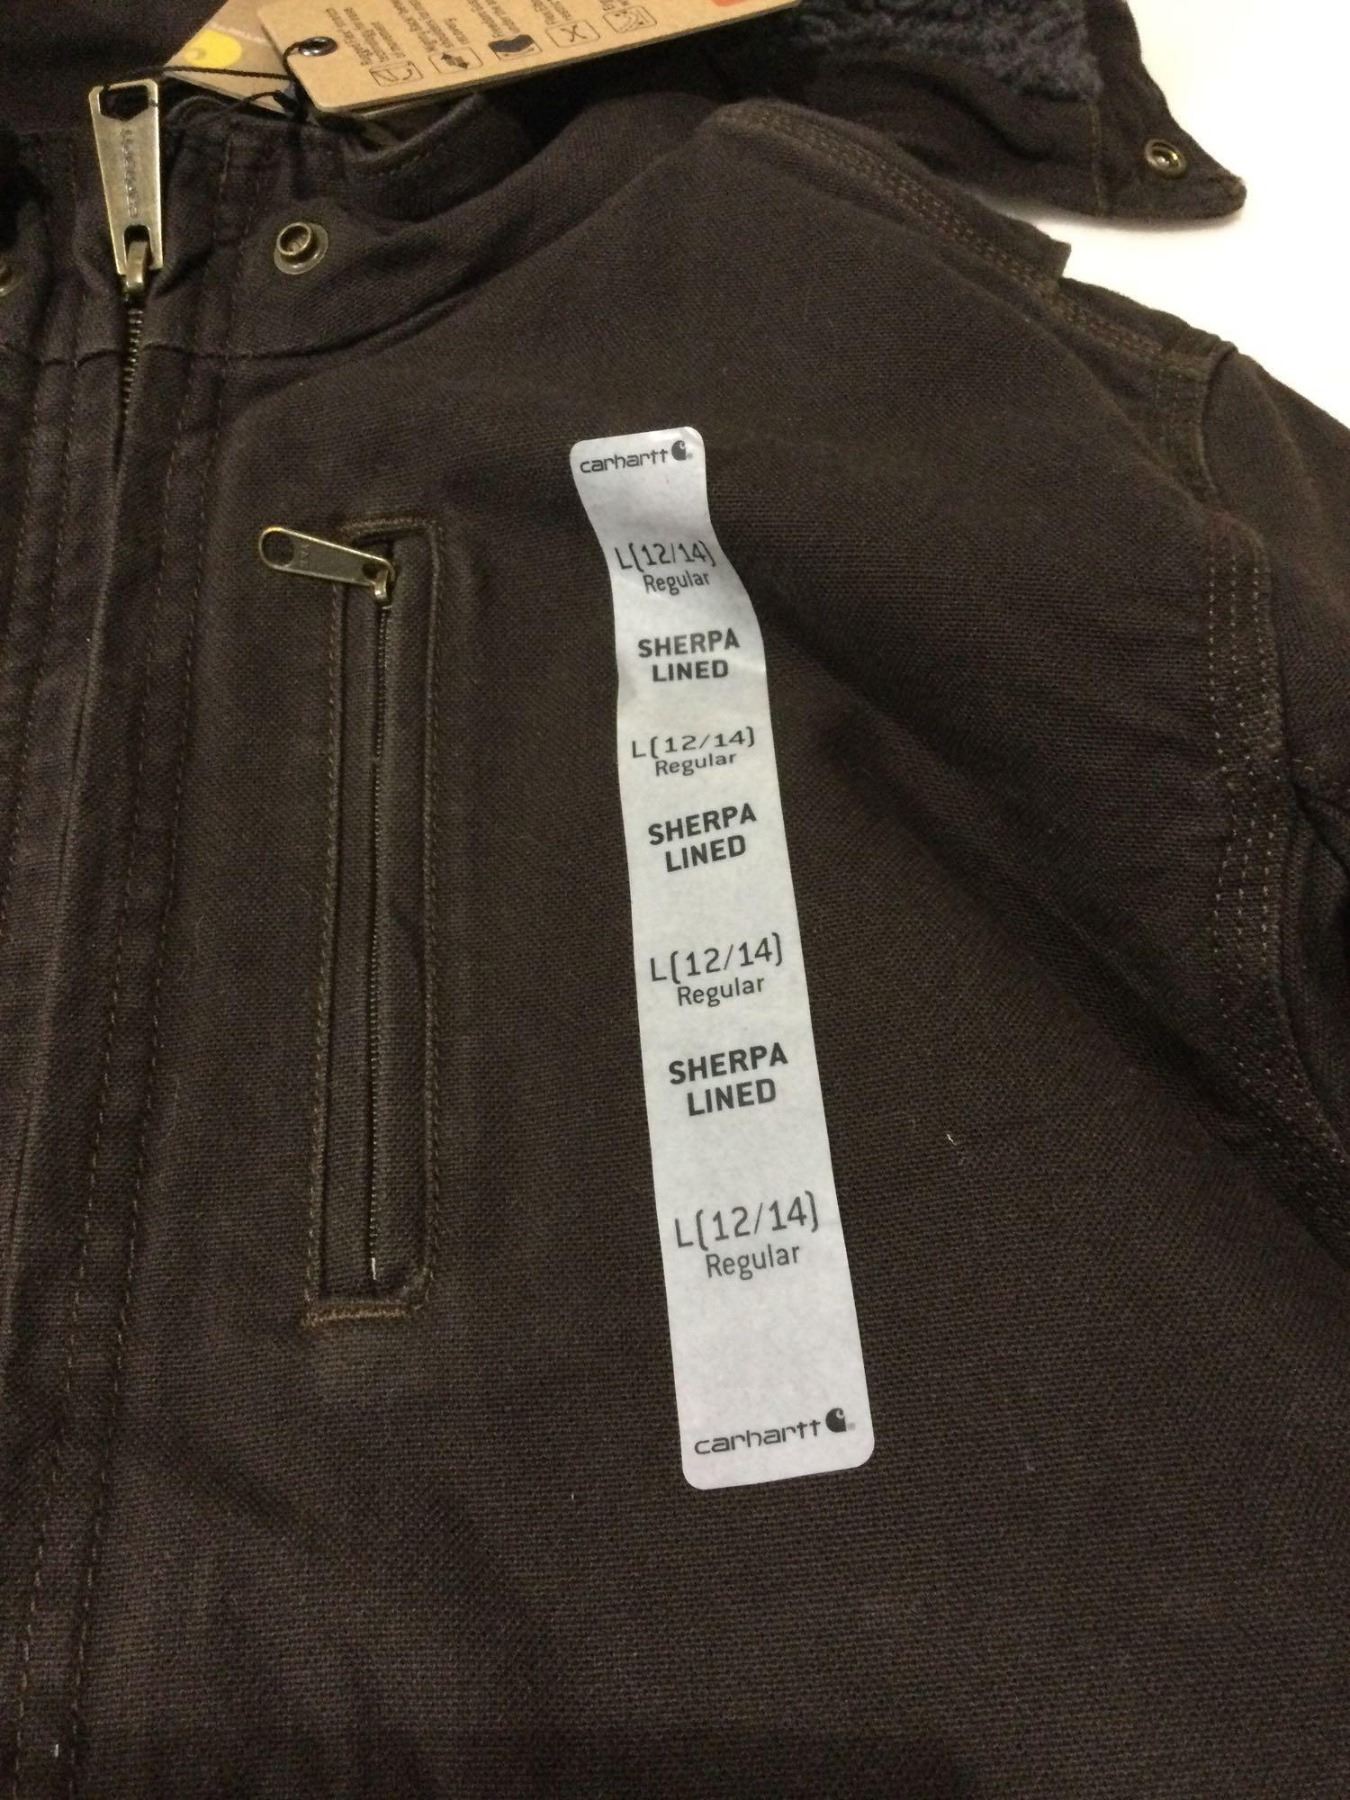 carhartt
L(12/14)
Regular
SHERPA
LINED
L(12/14)
Regular
SHERPA
LINED
L(12/14)
Regular
SHERPA
LINED
L(12/14)
Regular
carhartt